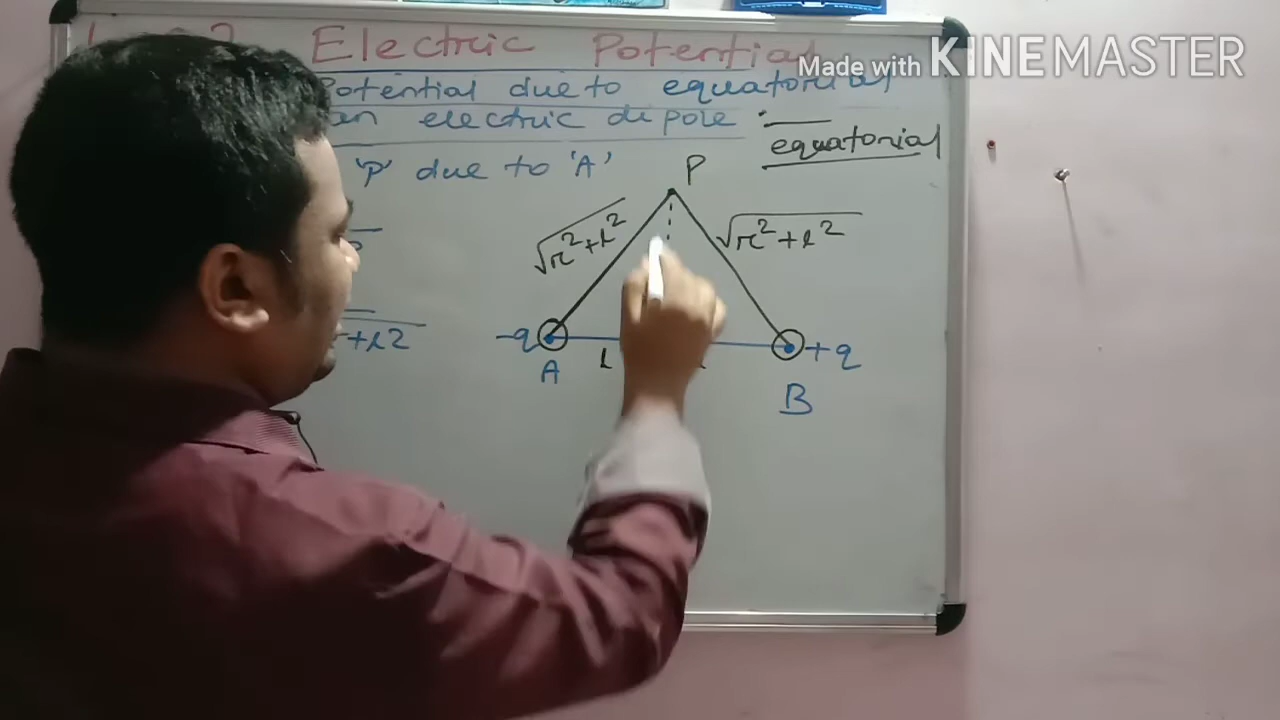 Electric Potential
Made with KINEMASTER
Potential due to equatorial
an electric dipole :
equatorial
'P' due to 'A'
P
√r²+l²
√r²+l²
-q
+q
+l²
A
l
B